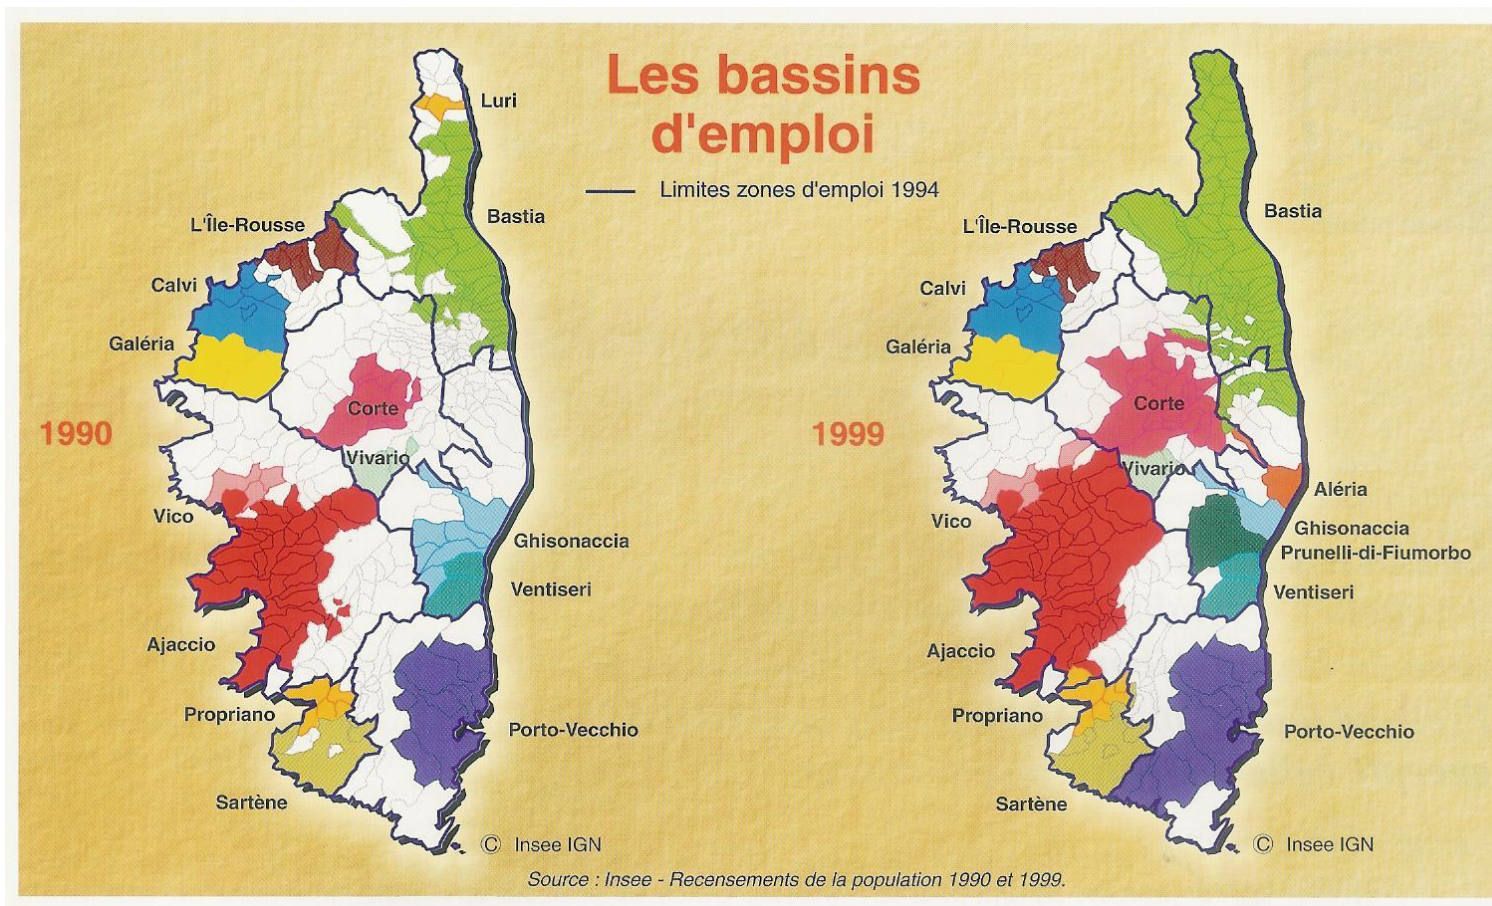 Les bassins
d'emploi
Limites zones d'emploi 1994
1990
Luri
Bastia
L'Île-Rousse
Calvi
Galéria
Corte
Vivario
Vico
Ghisonaccia
Ventiseri
Ajaccio
Propriano
Porto-Vecchio
Sartène
© Insee IGN
1999
Bastia
L'Île-Rousse
Calvi
Galéria
Corte
Vivario
Aléria
Vico
Ghisonaccia
Prunelli-di-Fiumorbo
Ventiseri
Ajaccio
Propriano
Porto-Vecchio
Sartène
© Insee IGN
Source : Insee - Recensements de la population 1990 et 1999.